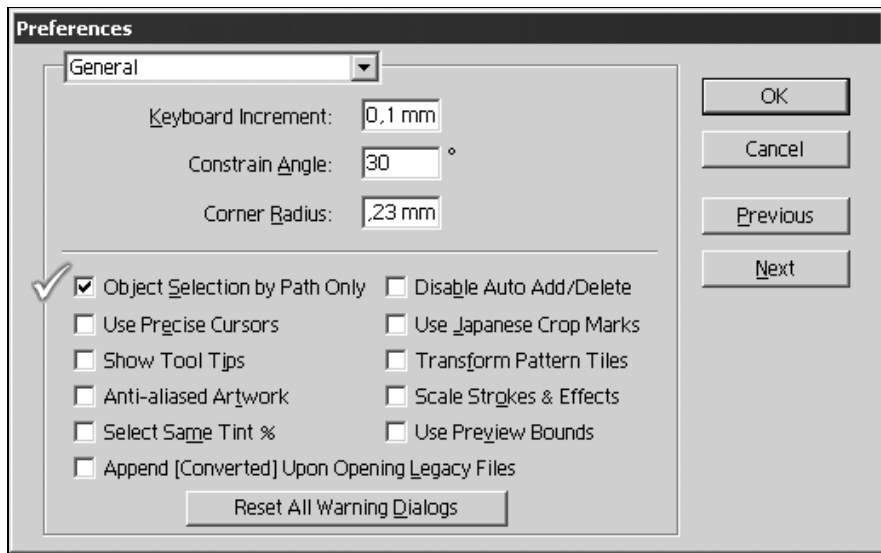 Preferences
General
OK
Keyboard Increment: 0,1 mm
Cancel
Constrain Angle: 30 °
Corner Radius: ,23 mm
Previous
Next
Object Selection by Path Only Disable Auto Add/Delete
Use Precise Cursors Use Japanese Crop Marks
Show Tool Tips Transform Pattern Tiles
Anti-aliased Artwork Scale Strokes & Effects
Select Same Tint % Use Preview Bounds
Append [Converted] Upon Opening Legacy Files
Reset All Warning Dialogs